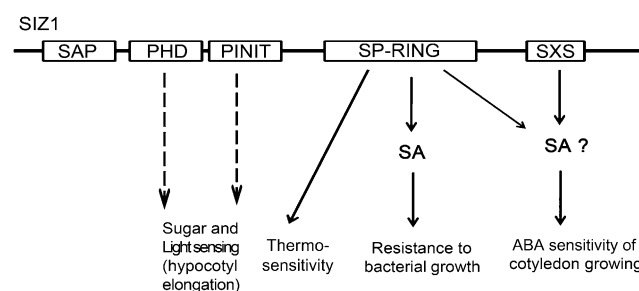 SIZ1
SAP PHD PINIT SP-RING SXS
SA SA ?
Sugar and
Light sensing
(hypocotyl
elongation)
Thermo-
sensitivity
Resistance to
bacterial growth
ABA sensitivity of
cotyledon growing